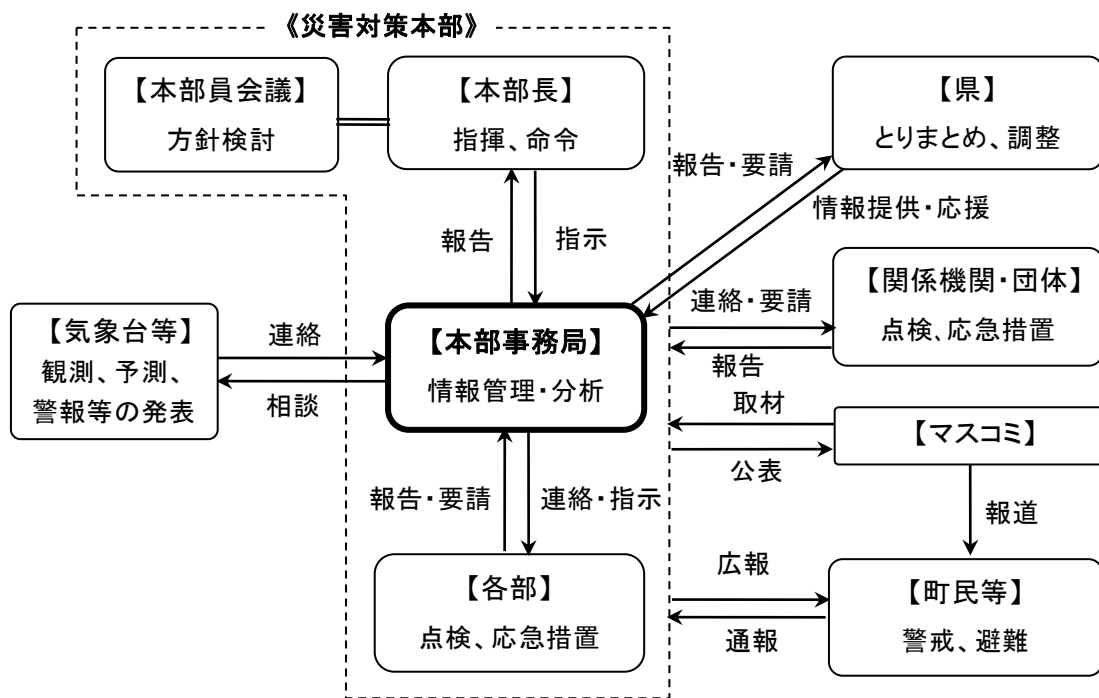 《災害対策本部》
【本部員会議】
方針検討
【本部長】
指揮、命令
【県】
とりまとめ、調整
報告・要請
情報提供・応援
報告
指示
【関係機関・団体】
点検、応急措置
連絡・要請
報告
【気象台等】
観測、予測、
警報等の発表
連絡
相談
【本部事務局】
情報管理・分析
取材
公表
【マスコミ】
報道
報告・要請
連絡・指示
【各部】
点検、応急措置
広報
通報
【町民等】
警戒、避難